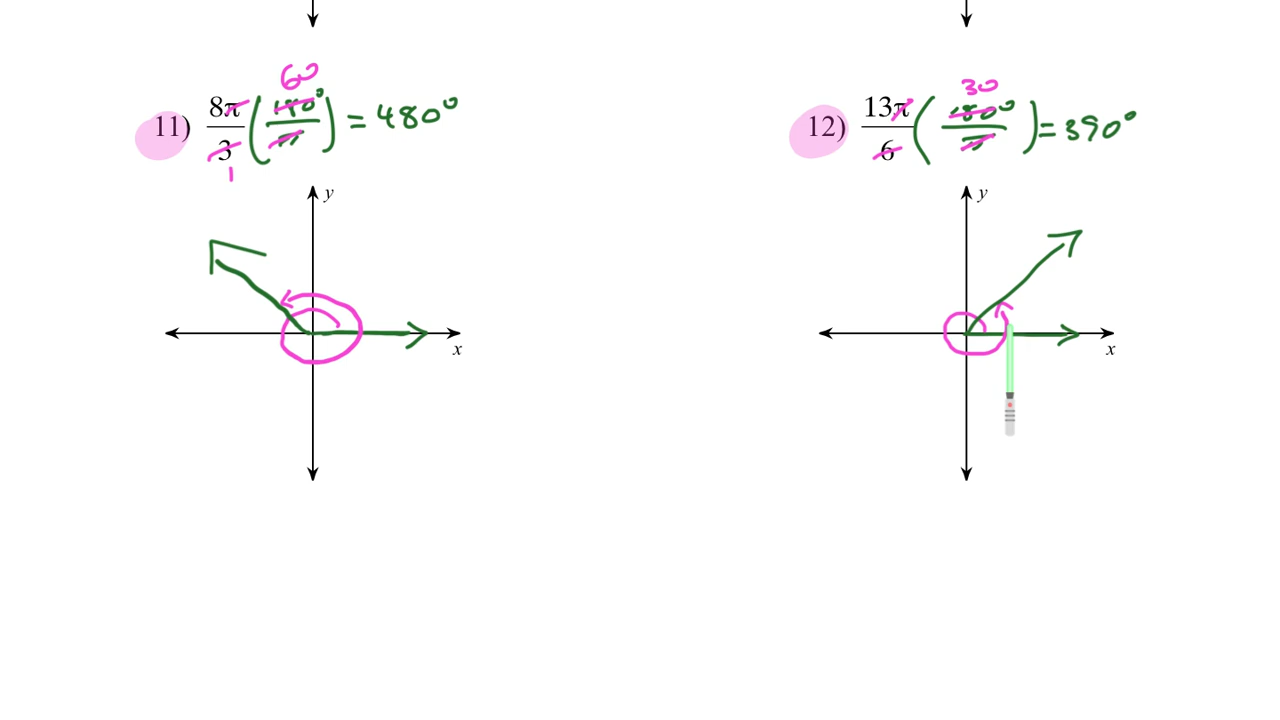 60
11) 8π/3 (180°/π) = 480°
1
y
x
30
12) 13π/6 (180°/π) = 390°
y
x